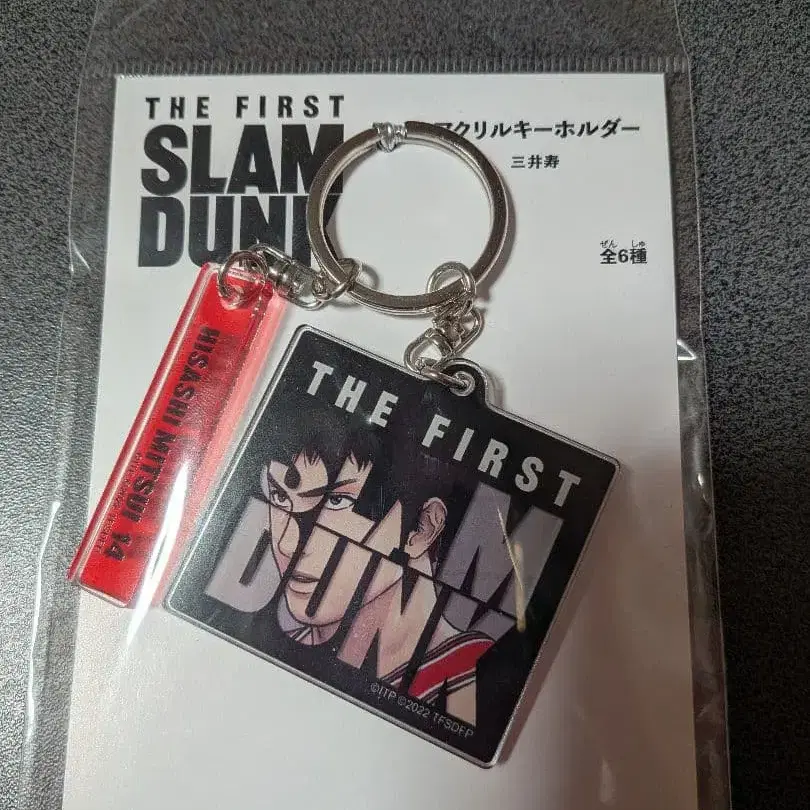 THE FIRST
SLAM
DUNK
アクリルキーホルダー
三井寿
ぜん しゅ
全6種
HISASHI MITSUI 14
THE FIRST
SLAM
DUNK
©ITP ©2022 TFSDFP